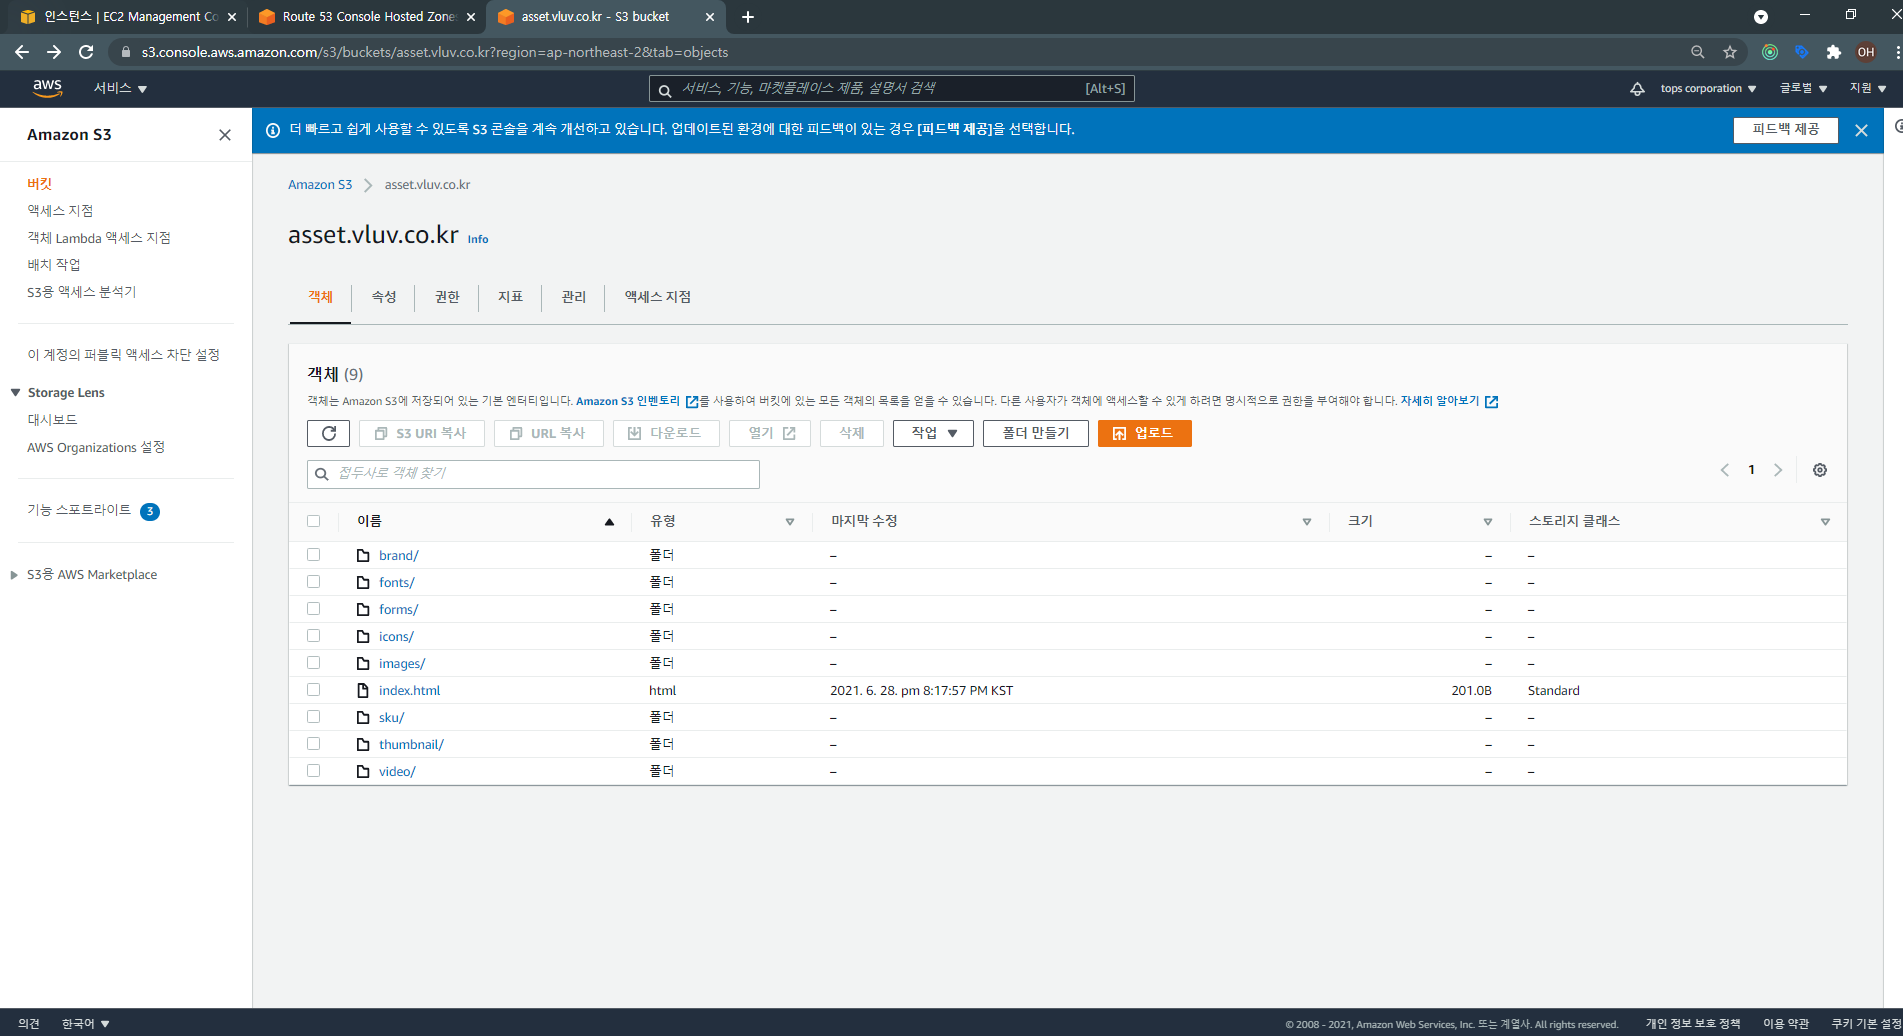 인스턴스 | EC2 Management Co
Route 53 Console Hosted Zones
asset.vluv.co.kr - S3 bucket
s3.console.aws.amazon.com/s3/buckets/asset.vluv.co.kr?region=ap-northeast-2&tab=objects
OH
aws
서비스
서비스, 기능, 마켓플레이스 제품, 설명서 검색
[Alt+S]
tops corporation
글로벌
지원
Amazon S3
더 빠르고 쉽게 사용할 수 있도록 S3 콘솔을 계속 개선하고 있습니다. 업데이트된 환경에 대한 피드백이 있는 경우 [피드백 제공]을 선택합니다.
피드백 제공
버킷
액세스 지점
객체 Lambda 액세스 지점
배치 작업
S3용 액세스 분석기
이 계정의 퍼블릭 액세스 차단 설정
Storage Lens
대시보드
AWS Organizations 설정
기능 스포트라이트 3
S3용 AWS Marketplace
Amazon S3
asset.vluv.co.kr
asset.vluv.co.kr Info
객체
속성
권한
지표
관리
액세스 지점
객체 (9)
객체는 Amazon S3에 저장되어 있는 기본 엔터티입니다. Amazon S3 인벤토리 를 사용하여 버킷에 있는 모든 객체의 목록을 얻을 수 있습니다. 다른 사용자가 객체에 액세스할 수 있게 하려면 명시적으로 권한을 부여해야 합니다. 자세히 알아보기
S3 URI 복사
URL 복사
다운로드
열기
삭제
작업
폴더 만들기
업로드
접두사로 객체 찾기
1
이름 유형 마지막 수정 크기 스토리지 클래스
brand/ 폴더 – – –
fonts/ 폴더 – – –
forms/ 폴더 – – –
icons/ 폴더 – – –
images/ 폴더 – – –
index.html html 2021. 6. 28. pm 8:17:57 PM KST 201.0B Standard
sku/ 폴더 – – –
thumbnail/ 폴더 – – –
video/ 폴더 – – –
의견
한국어
© 2008 - 2021, Amazon Web Services, Inc. 또는 계열사. All rights reserved.
개인 정보 보호 정책
이용 약관
쿠키 기본 설정